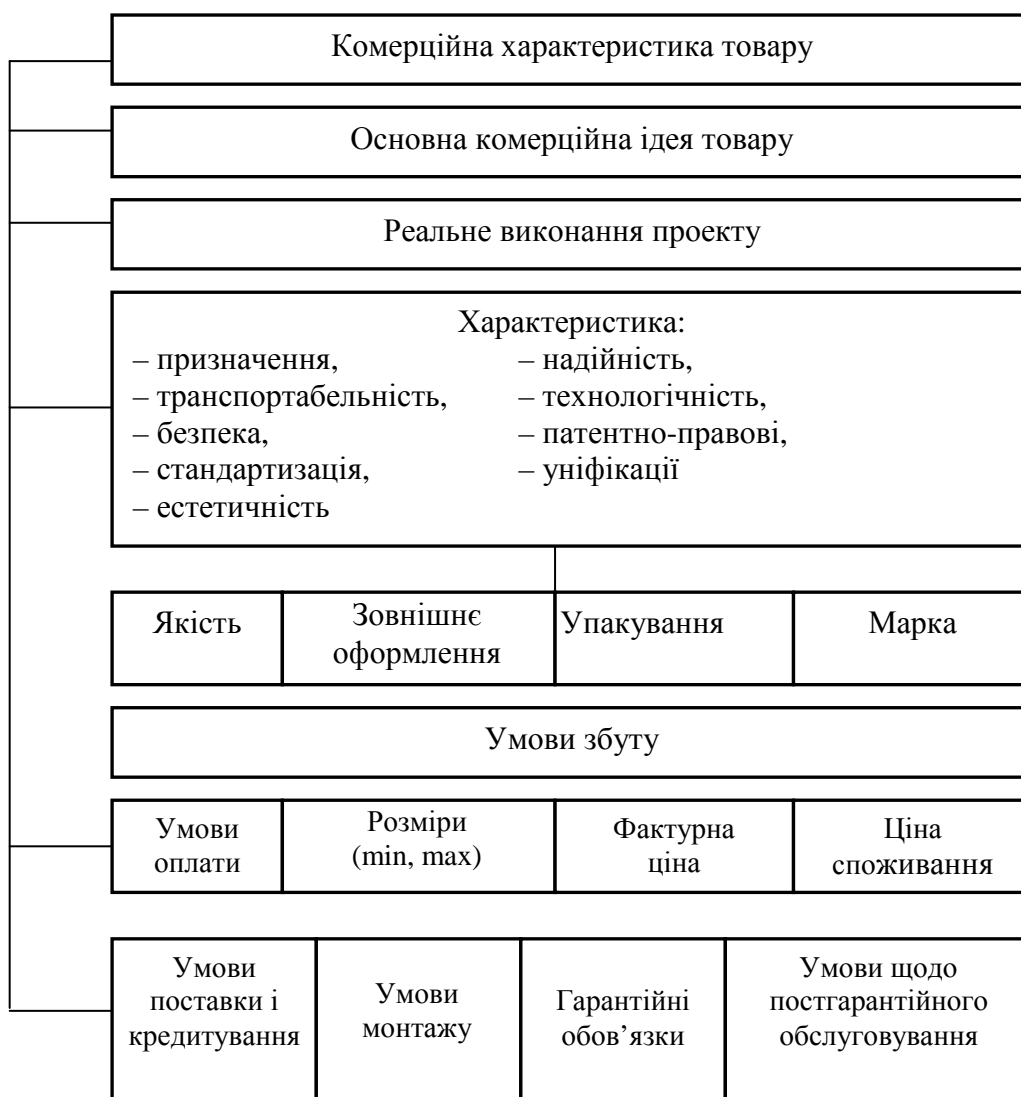 Комерційна характеристика товару
Основна комерційна ідея товару
Реальне виконання проекту
Характеристика:
– призначення,
– транспортабельність,
– безпека,
– стандартизація,
– естетичність
– надійність,
– технологічність,
– патентно-правові,
– уніфікації
Якість
Зовнішнє
оформлення
Упакування
Марка
Умови збуту
Умови
оплати
Розміри
(min, max)
Фактурна
ціна
Ціна
споживання
Умови
поставки і
кредитування
Умови
монтажу
Гарантійні
обов’язки
Умови щодо
постгарантійного
обслуговування